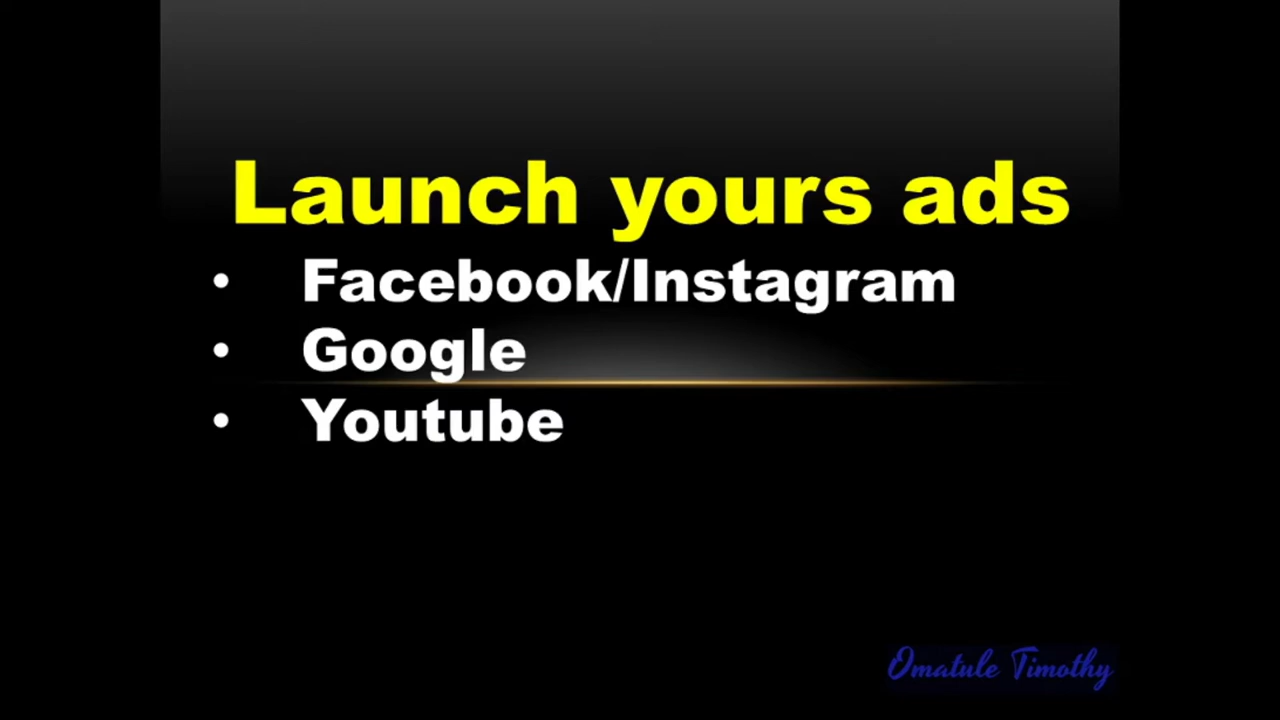 Launch yours ads
• Facebook/Instagram
• Google
• Youtube
Omatule Timothy